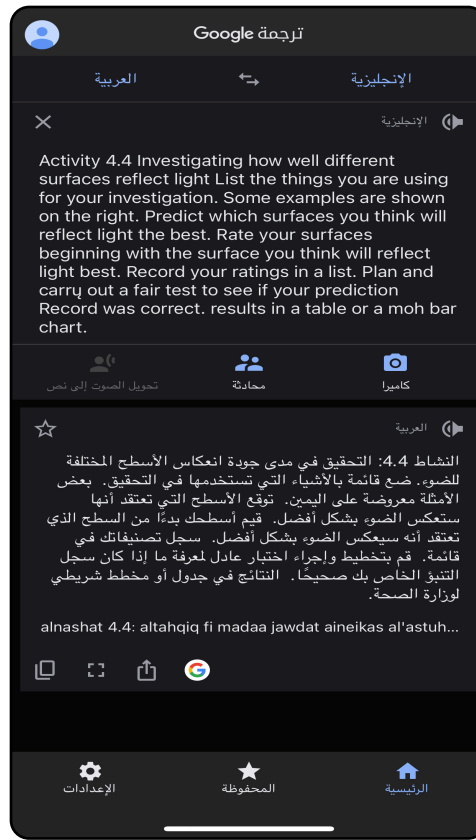 ترجمة Google
الإنجليزية
العربية
الإنجليزية
Activity 4.4 Investigating how well different
surfaces reflect light List the things you are using
for your investigation. Some examples are shown
on the right. Predict which surfaces you think will
reflect light the best. Rate your surfaces
beginning with the surface you think will reflect
light best. Record your ratings in a list. Plan and
carrų out a fair test to see if your prediction
Record was correct. results in a table or a moh bar
chart.
كاميرا
محادثة
تحويل الصوت إلى نص
العربية
النشاط 4.4: التحقيق في مدى جودة انعكاس الأسطح المختلفة
للضوء. ضع قائمة بالأشياء التي تستخدمها في التحقيق. بعض
الأمثلة معروضة على اليمين. توقع الأسطح التي تعتقد أنها
ستعكس الضوء بشكل أفضل. قيم أسطحك بدءًا من السطح الذي
تعتقد أنه سيعكس الضوء بشكل أفضل. سجل تصنيفاتك في
قائمة. قم بتخطيط وإجراء اختبار عادل لمعرفة ما إذا كان سجل
التنبؤ الخاص بك صحيحًا. النتائج في جدول أو مخطط شريطي
لوزارة الصحة.
alnashat 4.4: altahqiq fi madaa jawdat aineikas al'astuh...
الرئيسية
المحفوظة
الإعدادات